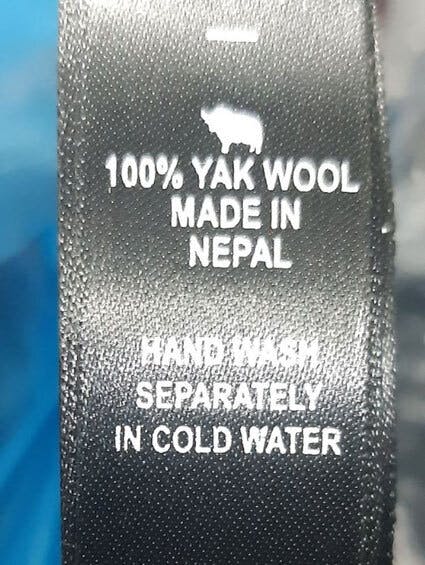 100% YAK WOOL
MADE IN
NEPAL
HAND WASH
SEPARATELY
IN COLD WATER